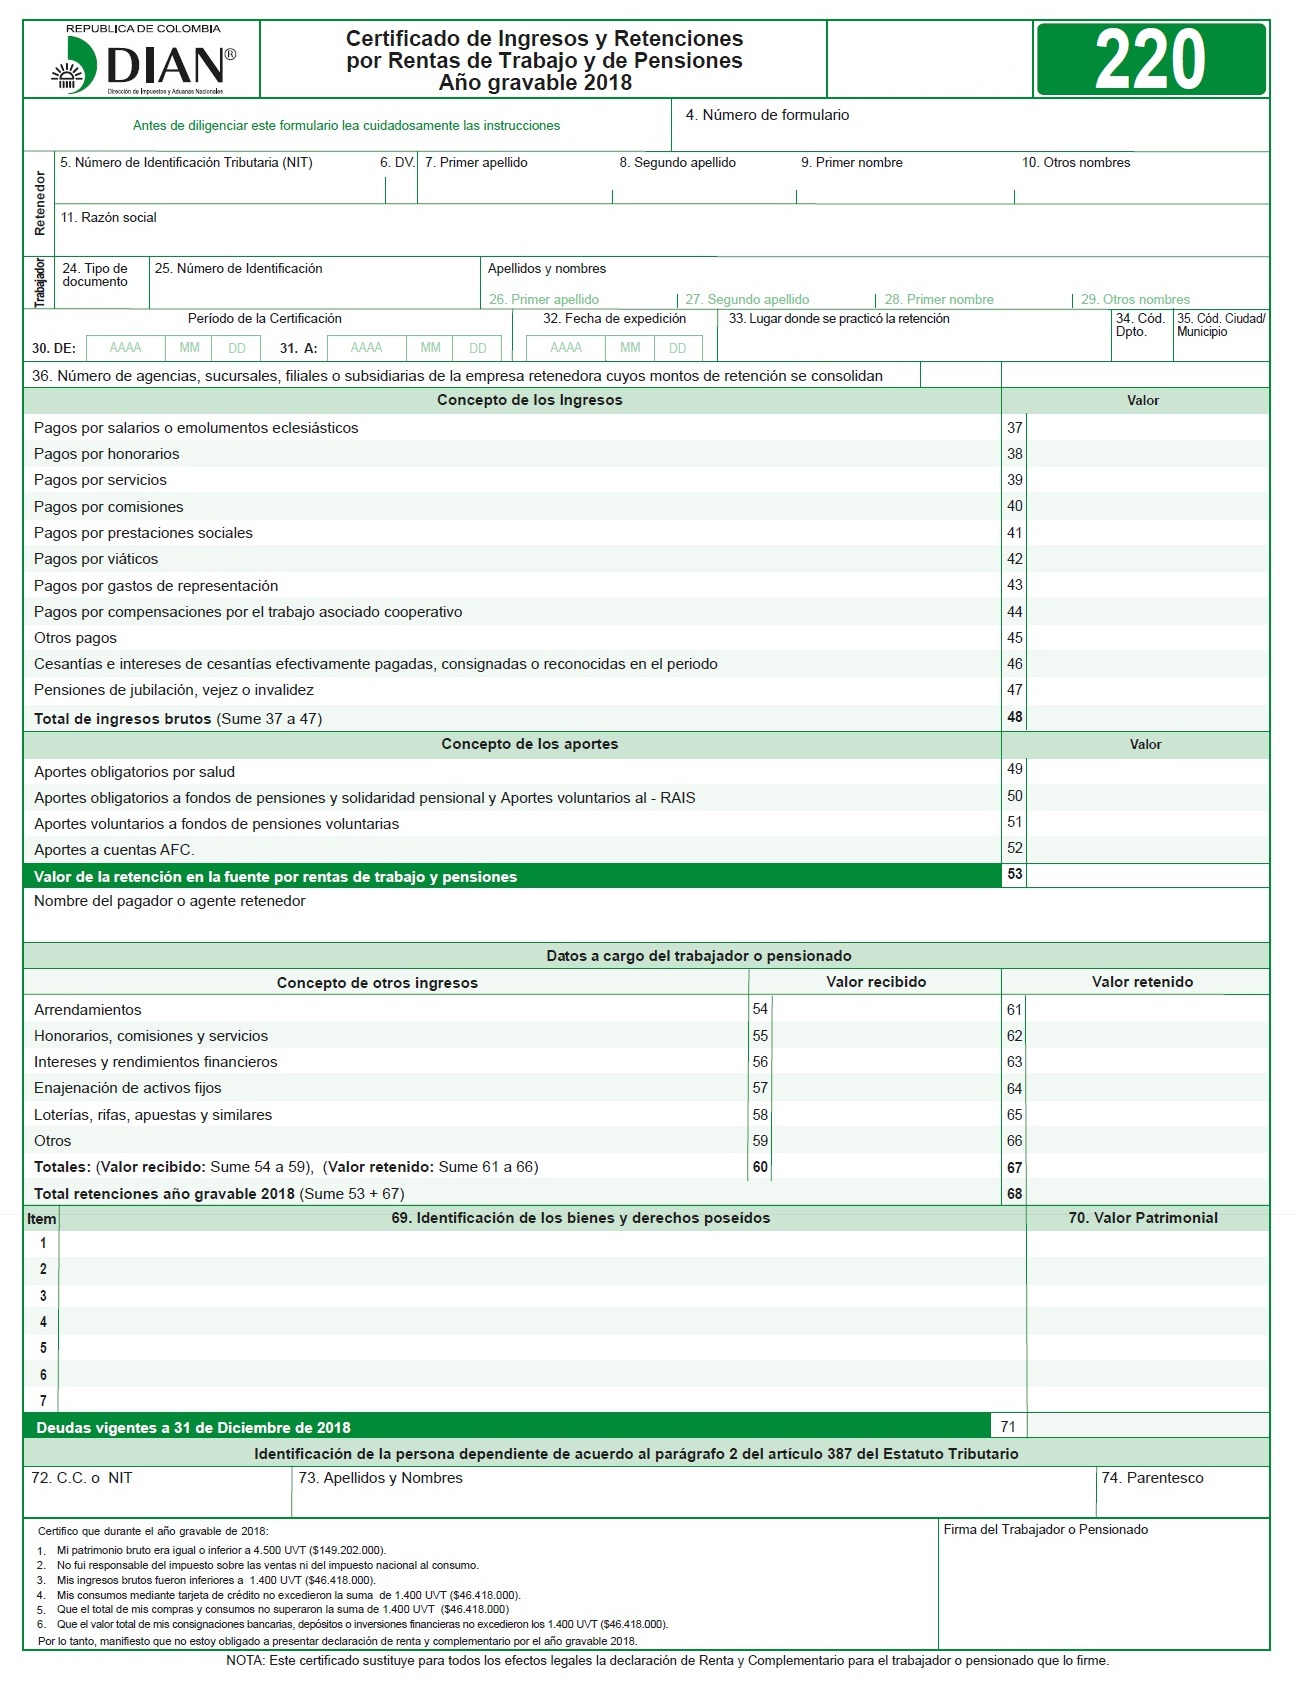 REPUBLICA DE COLOMBIA
DIAN®
Dirección de Impuestos y Aduanas Nacionales
Certificado de Ingresos y Retenciones
por Rentas de Trabajo y de Pensiones
Año gravable 2018
220
Antes de diligenciar este formulario lea cuidadosamente las instrucciones
4. Número de formulario
Retenedor
5. Número de Identificación Tributaria (NIT) 6. DV. 7. Primer apellido 8. Segundo apellido 9. Primer nombre 10. Otros nombres
11. Razón social
Trabajador
24. Tipo de documento
25. Número de Identificación
Apellidos y nombres
26. Primer apellido 27. Segundo apellido 28. Primer nombre 29. Otros nombres
Período de la Certificación
30. DE: AAAA MM DD 31. A: AAAA MM DD
32. Fecha de expedición
AAAA MM DD
33. Lugar donde se practicó la retención
34. Cód. Dpto.
35. Cód. Ciudad/ Municipio
36. Número de agencias, sucursales, filiales o subsidiarias de la empresa retenedora cuyos montos de retención se consolidan
Concepto de los Ingresos Valor
Pagos por salarios o emolumentos eclesiásticos 37
Pagos por honorarios 38
Pagos por servicios 39
Pagos por comisiones 40
Pagos por prestaciones sociales 41
Pagos por viáticos 42
Pagos por gastos de representación 43
Pagos por compensaciones por el trabajo asociado cooperativo 44
Otros pagos 45
Cesantías e intereses de cesantías efectivamente pagadas, consignadas o reconocidas en el periodo 46
Pensiones de jubilación, vejez o invalidez 47
Total de ingresos brutos (Sume 37 a 47) 48
Concepto de los aportes Valor
Aportes obligatorios por salud 49
Aportes obligatorios a fondos de pensiones y solidaridad pensional y Aportes voluntarios al - RAIS 50
Aportes voluntarios a fondos de pensiones voluntarias 51
Aportes a cuentas AFC. 52
Valor de la retención en la fuente por rentas de trabajo y pensiones 53
Nombre del pagador o agente retenedor
Datos a cargo del trabajador o pensionado
Concepto de otros ingresos Valor recibido Valor retenido
Arrendamientos 54 61
Honorarios, comisiones y servicios 55 62
Intereses y rendimientos financieros 56 63
Enajenación de activos fijos 57 64
Loterías, rifas, apuestas y similares 58 65
Otros 59 66
Totales: (Valor recibido: Sume 54 a 59), (Valor retenido: Sume 61 a 66) 60 67
Total retenciones año gravable 2018 (Sume 53 + 67) 68
Item 69. Identificación de los bienes y derechos poseídos 70. Valor Patrimonial
1
2
3
4
5
6
7
Deudas vigentes a 31 de Diciembre de 2018 71
Identificación de la persona dependiente de acuerdo al parágrafo 2 del artículo 387 del Estatuto Tributario
72. C.C. o NIT 73. Apellidos y Nombres 74. Parentesco
Certifico que durante el año gravable de 2018:
1. Mi patrimonio bruto era igual o inferior a 4.500 UVT ($149.202.000).
2. No fui responsable del impuesto sobre las ventas ni del impuesto nacional al consumo.
3. Mis ingresos brutos fueron inferiores a 1.400 UVT ($46.418.000).
4. Mis consumos mediante tarjeta de crédito no excedieron la suma de 1.400 UVT ($46.418.000).
5. Que el total de mis compras y consumos no superaron la suma de 1.400 UVT ($46.418.000)
6. Que el valor total de mis consignaciones bancarias, depósitos o inversiones financieras no excedieron los 1.400 UVT ($46.418.000).
Por lo tanto, manifiesto que no estoy obligado a presentar declaración de renta y complementario por el año gravable 2018.
Firma del Trabajador o Pensionado
NOTA: Este certificado sustituye para todos los efectos legales la declaración de Renta y Complementario para el trabajador o pensionado que lo firme.